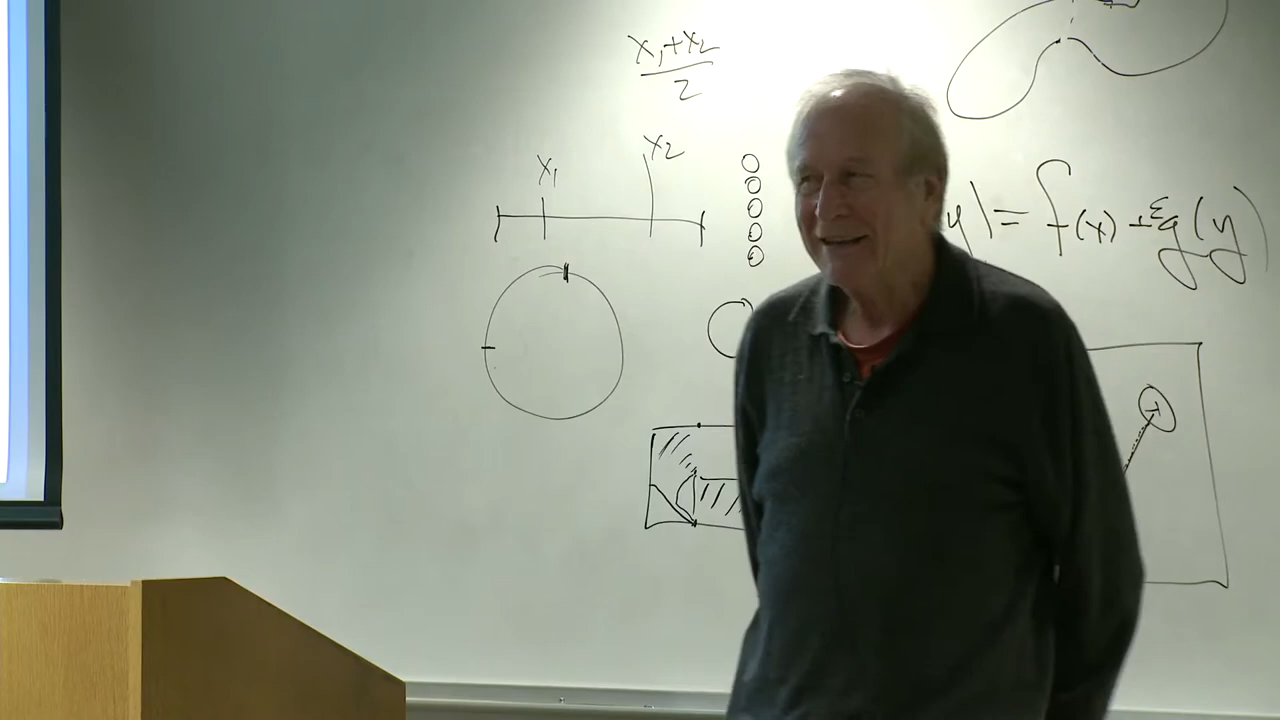 x₁+x₂
2
x₁
x₂
y) = f(x) + εg(y)